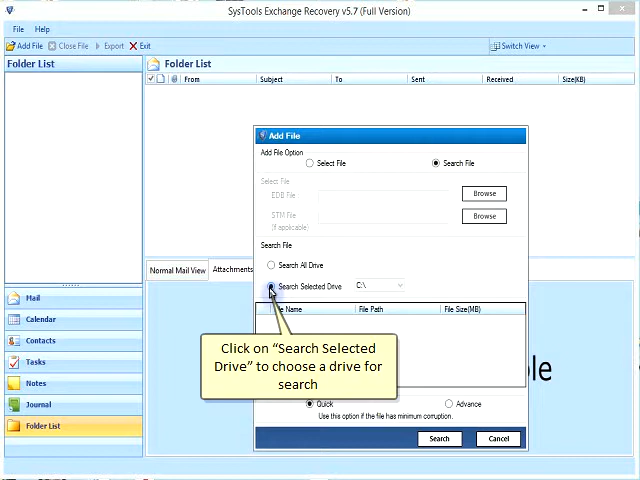 SysTools Exchange Recovery v5.7 (Full Version)
File Help
Add File Close File Export Exit Switch View
Folder List Folder List
From Subject To Sent Received Size(KB)
Add File
Add File Option
Select File Search File
Select File
EDB File Browse
STM File Browse
(if applicable)
Search File
Normal Mail View Attachments
Search All Drive
Search Selected Drive C:\
Mail
File Path File Size(MB)
Name
Calendar
Contacts
Tasks
Notes
Journal
Folder List
Click on "Search Selected
Drive" to choose a drive for
search
Quick Advance
Use this option if the file has minimum corruption.
Search Cancel